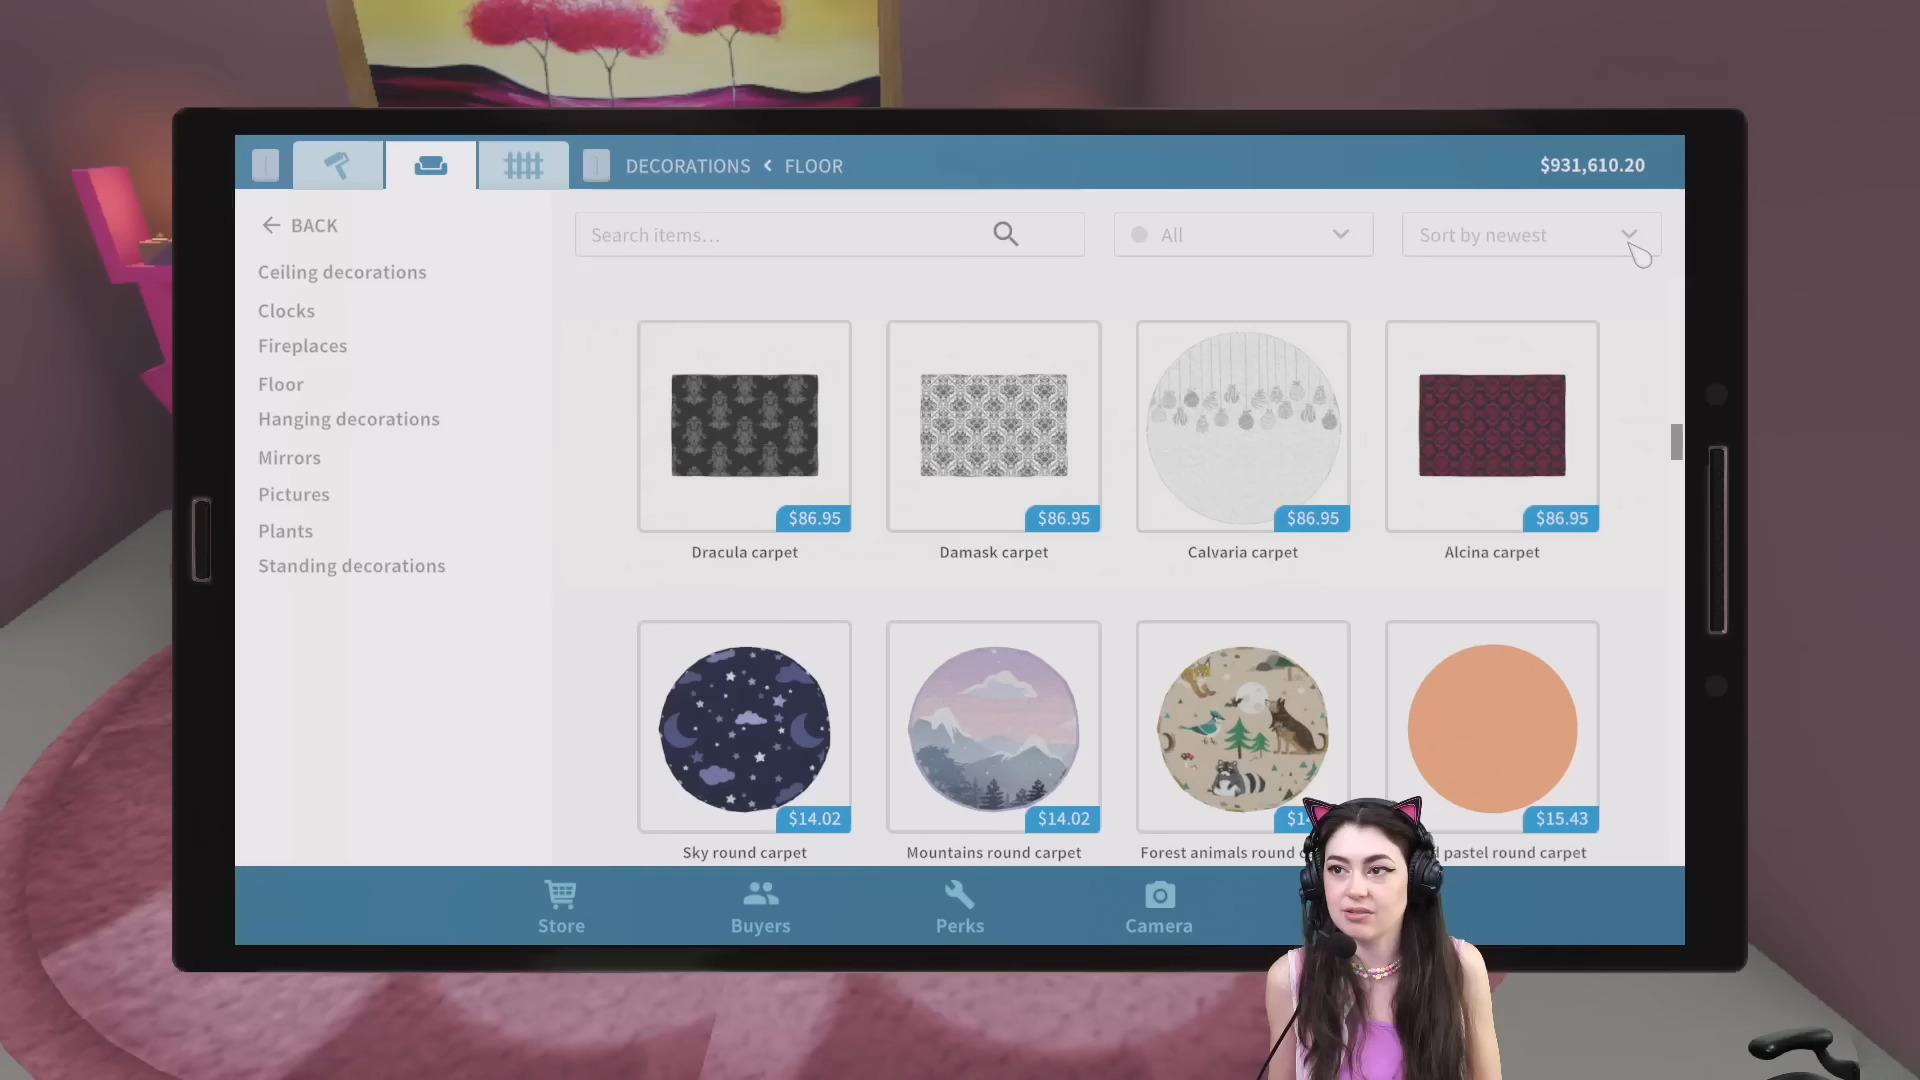 DECORATIONS < FLOOR
$931,610.20
BACK
Ceiling decorations
Clocks
Fireplaces
Floor
Hanging decorations
Mirrors
Pictures
Plants
Standing decorations
Search items...
All
Sort by newest
$86.95
$86.95
$86.95
$86.95
Dracula carpet
Damask carpet
Calvaria carpet
Alcina carpet
$14.02
$14.02
$15.43
Sky round carpet
Mountains round carpet
Forest animals round
pastel round carpet
Store
Buyers
Perks
Camera